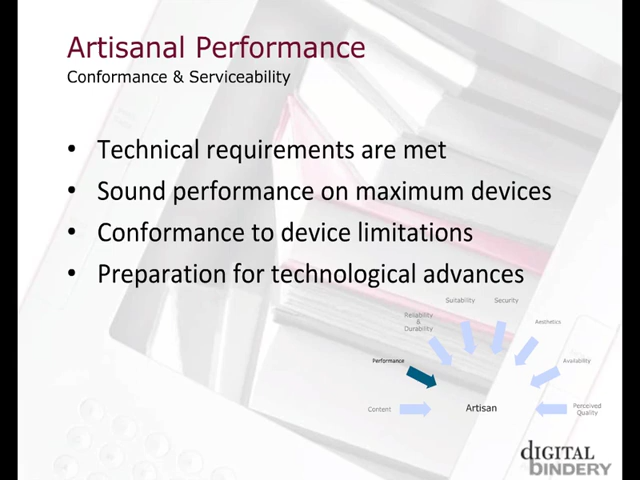 Artisanal Performance
Conformance & Serviceability
• Technical requirements are met
• Sound performance on maximum devices
• Conformance to device limitations
• Preparation for technological advances
Suitability
Security
Reliability
&
Durability
Aesthetics
Performance
Availability
Content
Artisan
Perceived
Quality
dIGITAL
BINDERY